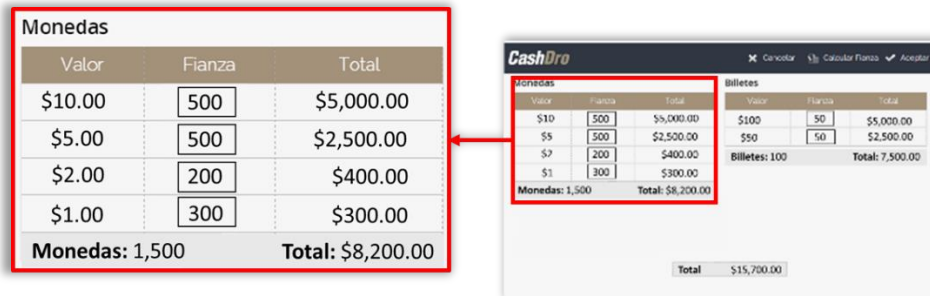 Monedas
Valor Fianza Total
$10.00 500 $5,000.00
$5.00 500 $2,500.00
$2.00 200 $400.00
$1.00 300 $300.00
Monedas: 1,500 Total: $8,200.00
CashDro
Cancelar Calcular Fianza Aceptar
Monedas
Valor Fianza Total
$10 500 $5,000.00
$5 500 $2,500.00
$2 200 $400.00
$1 300 $300.00
Monedas: 1,500 Total: $8,200.00
Billetes
Valor Fianza Total
$100 50 $5,000.00
$50 50 $2,500.00
Billetes: 100 Total: 7,500.00
Total $15,700.00